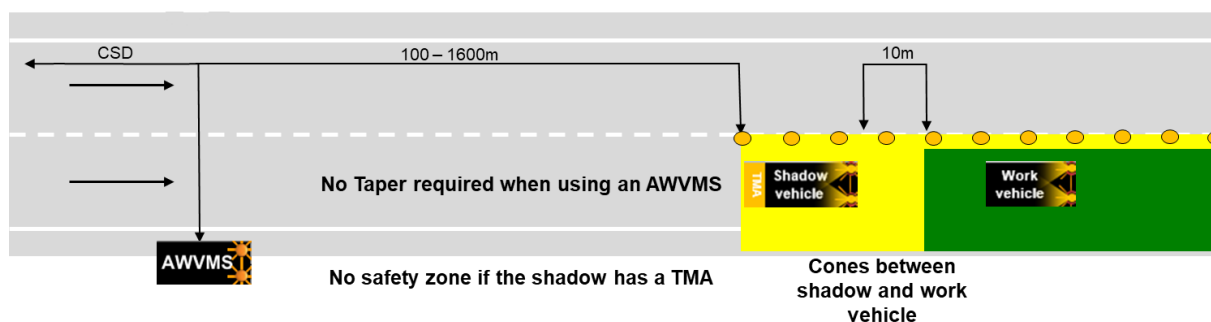 CSD
100 – 1600m
10m
No Taper required when using an AWVMS
TMA
Shadow
vehicle
Work
vehicle
AWVMS
No safety zone if the shadow has a TMA
Cones between
shadow and work
vehicle